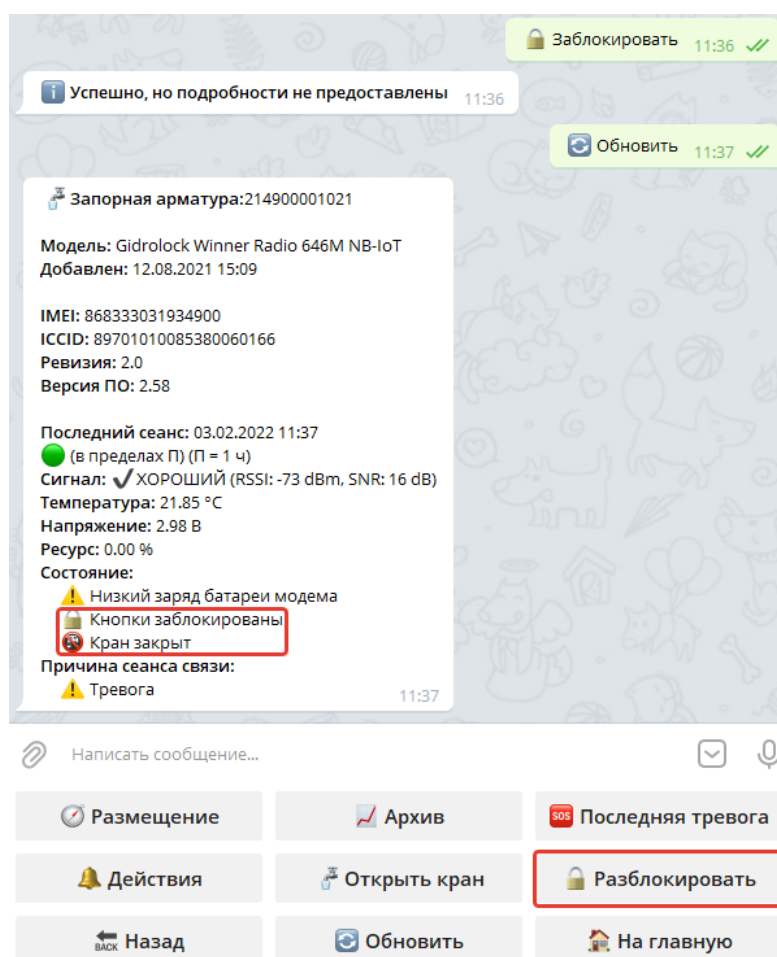 Заблокировать 11:36
Успешно, но подробности не предоставлены 11:36
Обновить 11:37
Запорная арматура:214900001021
Модель: Gidrolock Winner Radio 646M NB-IoT
Добавлен: 12.08.2021 15:09
IMEI: 868333031934900
ICCID: 89701010085380060166
Ревизия: 2.0
Версия ПО: 2.58
Последний сеанс: 03.02.2022 11:37
(в пределах П) (П = 1 ч)
Сигнал: ХОРОШИЙ (RSSI: -73 dBm, SNR: 16 dB)
Температура: 21.85 °C
Напряжение: 2.98 В
Ресурс: 0.00 %
Состояние:
Низкий заряд батареи модема
Кнопки заблокированы
Кран закрыт
Причина сеанса связи:
Тревога 11:37
Написать сообщение...
Размещение Архив SOS Последняя тревога
Действия Открыть кран Разблокировать
BACK Назад Обновить На главную